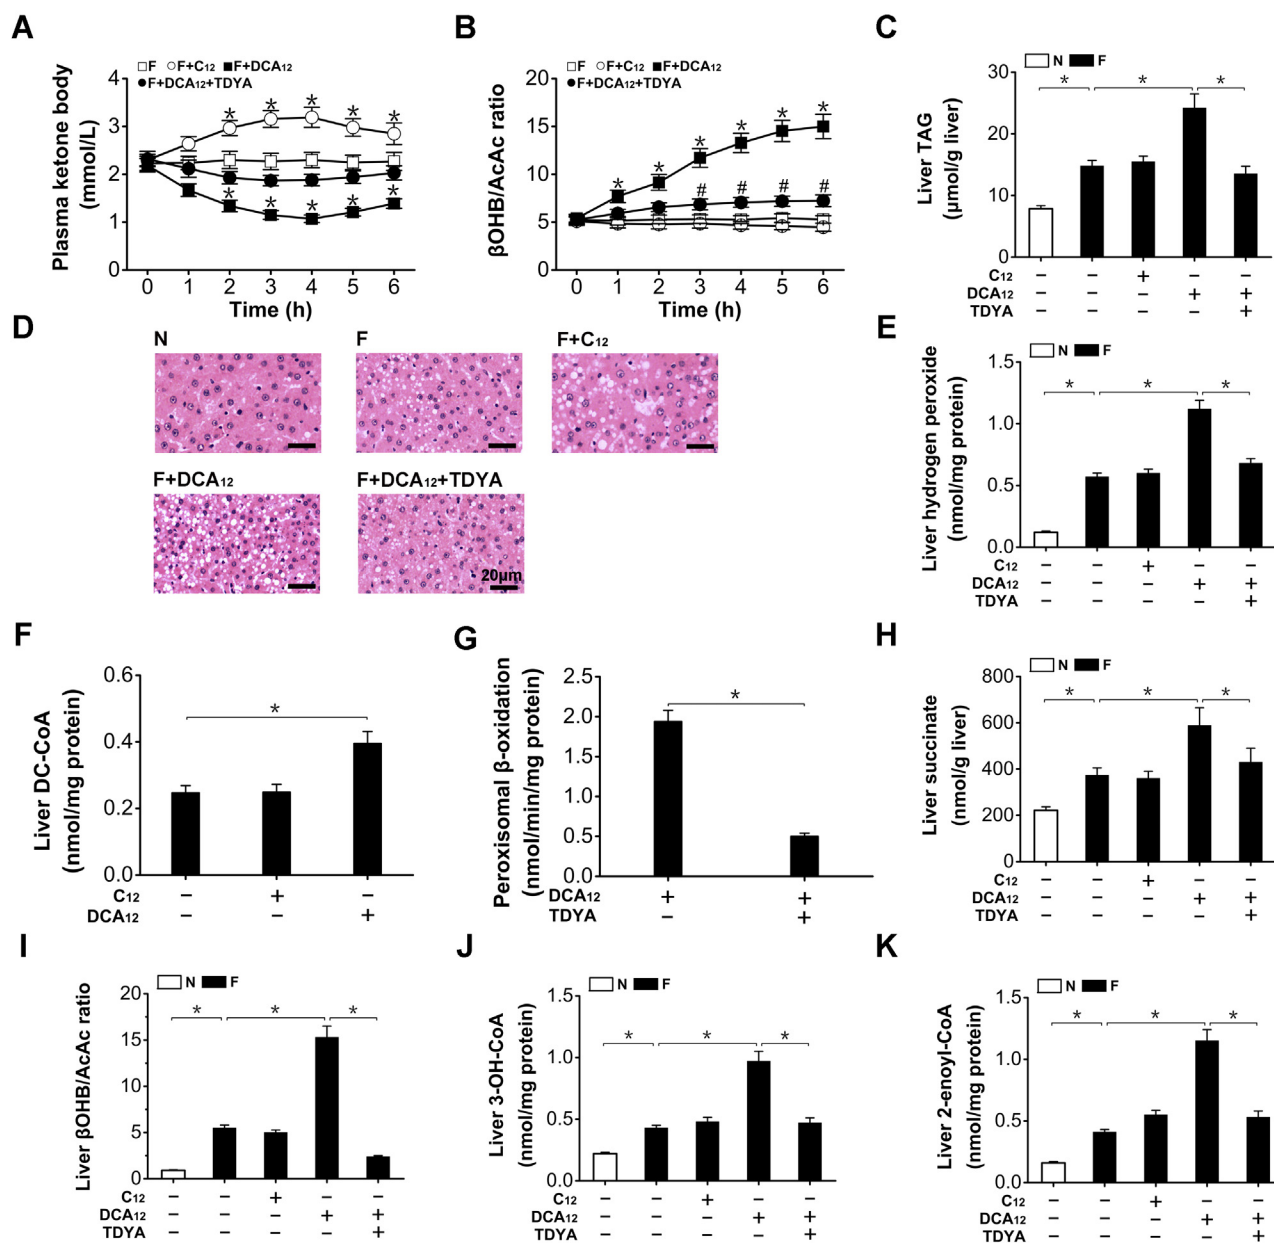 A
F F+C12 F+DCA12
F+DCA12+TDYA
Plasma ketone body
(mmol/L)
4
3
2
1
0
* * * * *
* * * * *
0 1 2 3 4 5 6
Time (h)
B
F F+C12 F+DCA12
F+DCA12+TDYA
βOHB/AcAc ratio
20
15
10
5
0
* * * * * *
# # # #
0 1 2 3 4 5 6
Time (h)
C
N F
Liver TAG
(μmol/g liver)
30
20
10
0
* * *
C12 − − + − −
DCA12 − − − + +
TDYA − − − − +
D
N
F
F+C12
F+DCA12
F+DCA12+TDYA
20μm
E
N F
Liver hydrogen peroxide
(nmol/mg protein)
1.5
1.0
0.5
0.0
* * *
C12 − − + − −
DCA12 − − − + +
TDYA − − − − +
F
Liver DC-CoA
(nmol/mg protein)
0.6
0.4
0.2
0.0
*
C12 − + −
DCA12 − − +
G
Peroxisomal β-oxidation
(nmol/min/mg protein)
2.5
2.0
1.5
1.0
0.5
0.0
*
DCA12 + +
TDYA − +
H
N F
Liver succinate
(nmol/g liver)
800
600
400
200
0
* * *
C12 − − + − −
DCA12 − − − + +
TDYA − − − − +
I
N F
Liver βOHB/AcAc ratio
20
15
10
5
0
* * *
C12 − − + − −
DCA12 − − − + +
TDYA − − − − +
J
N F
Liver 3-OH-CoA
(nmol/mg protein)
1.5
1.0
0.5
0.0
* * *
C12 − − + − −
DCA12 − − − + +
TDYA − − − − +
K
N F
Liver 2-enoyl-CoA
(nmol/mg protein)
1.5
1.0
0.5
0.0
* * *
C12 − − + − −
DCA12 − − − + +
TDYA − − − − +